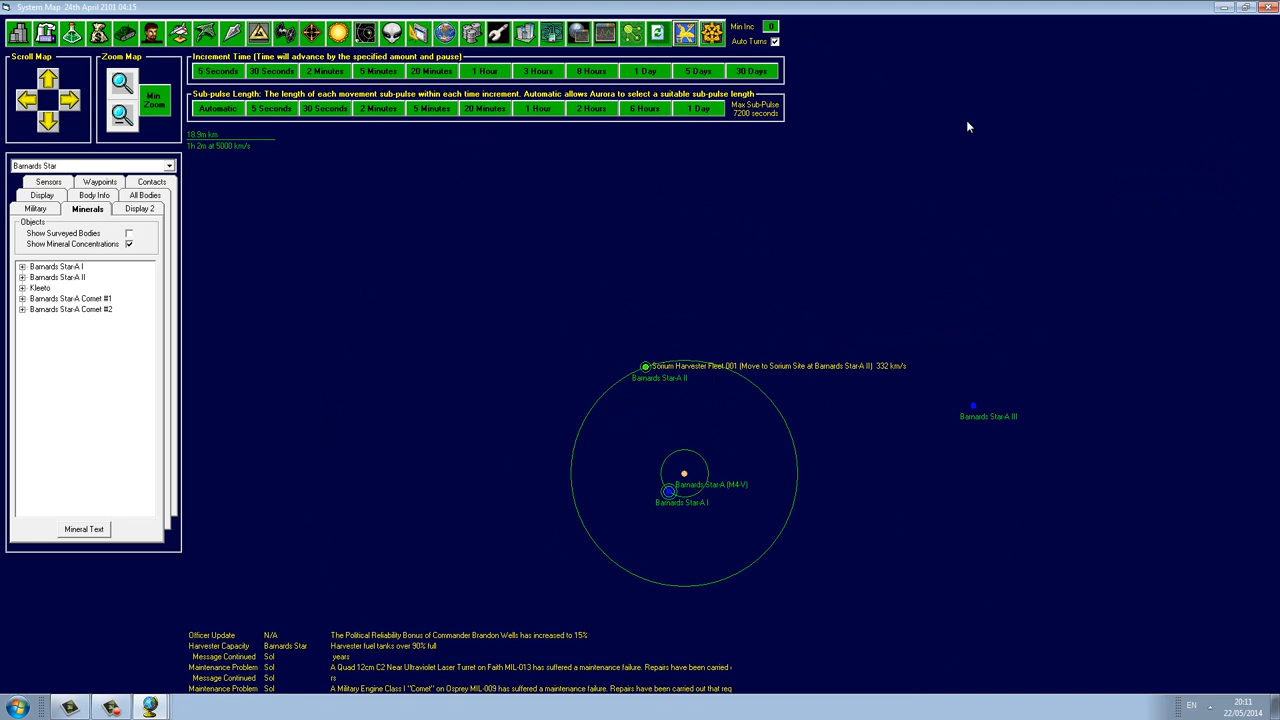 System Map  24th April 2101 04:15
Min Inc 0
Auto Turns
Scroll Map
Zoom Map
Min Zoom
Increment Time (Time will advance by the specified amount and pause)
5 Seconds 30 Seconds 2 Minutes 5 Minutes 20 Minutes 1 Hour 3 Hours 8 Hours 1 Day 5 Days 30 Days
Sub-pulse Length: The length of each movement sub-pulse within each time increment. Automatic allows Aurora to select a suitable sub-pulse length
Automatic 5 Seconds 30 Seconds 2 Minutes 5 Minutes 20 Minutes 1 Hour 2 Hour 6 Hours 1 Day
Max Sub-Pulse
7200 seconds
18.9m km
1h 2m at 5000 km/s
Barnards Star
Sensors Waypoints Contacts
Display Body Info All Bodies
Military Minerals Display 2
Objects
Show Surveyed Bodies
Show Mineral Concentrations
Barnards Star-A I
Barnards Star-A II
Kleeto
Barnards Star-A Comet #1
Barnards Star-A Comet #2
Mineral Text
Sorium Harvester Fleet 001 (Move to Sorium Site at Barnards Star-A II)  332 km/s
Barnards Star-A II
Barnards Star-A III
Barnards Star-A (M4-V)
Barnards Star-A I
Officer Update N/A The Political Reliability Bonus of Commander Brandon Wells has increased to 15%
Harvester Capacity Barnards Star Harvester fuel tanks over 90% full
Message Continued Sol years
Maintenance Problem Sol A Quad 12cm C2 Near Ultraviolet Laser Turret on Faith MIL-013 has suffered a maintenance failure. Repairs have been carried
Message Continued Sol rs
Maintenance Problem Sol A Military Engine Class I "Comet" on Osprey MIL-009 has suffered a maintenance failure. Repairs have been carried out that req
EN
20:11
22/05/2014